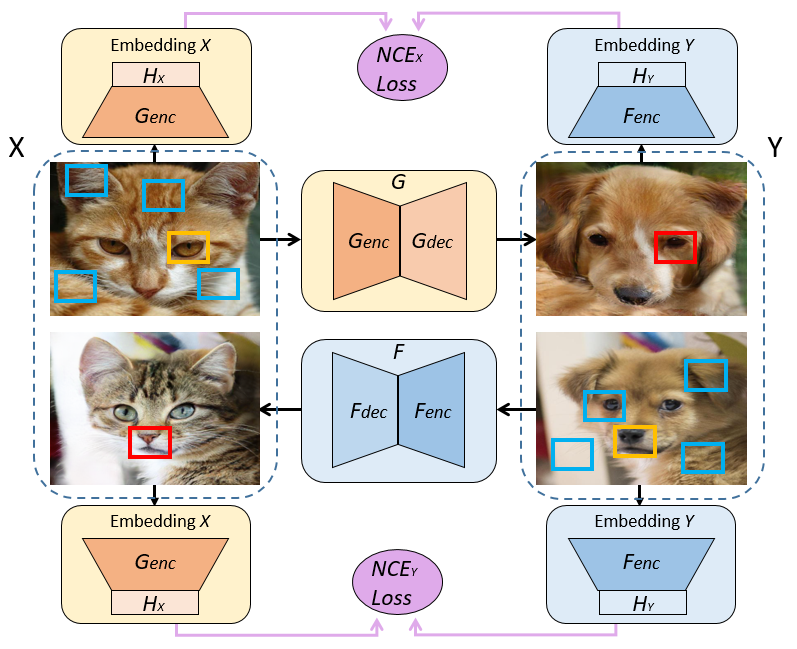 Embedding X
HX
Genc
NCEX
Loss
Embedding Y
HY
Fenc
X
Y
G
Genc
Gdec
F
Fdec
Fenc
Embedding X
Genc
HX
NCEY
Loss
Embedding Y
Fenc
HY